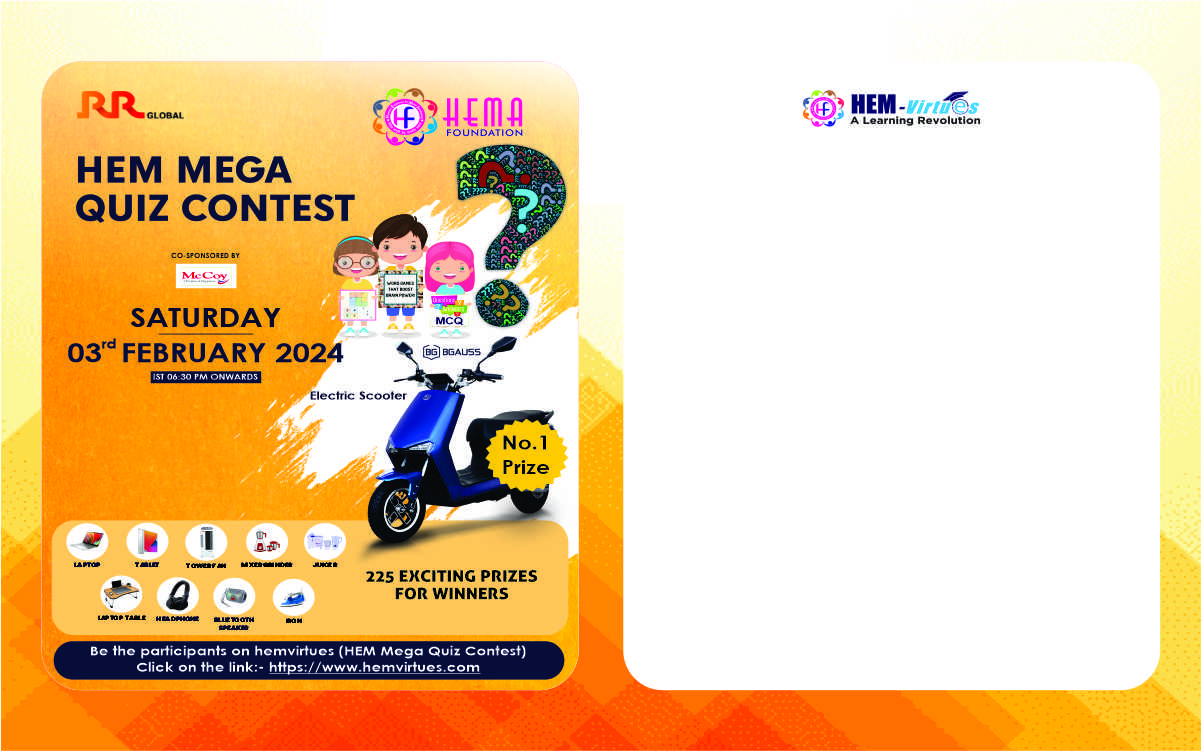 RR GLOBAL
HEMA
FOUNDATION
HEM MEGA
QUIZ CONTEST
CO-SPONSORED BY
McCoy
WORD GAMES
THAT BOOST
BRAIN POWER!
Questions
MCQ
SATURDAY
03rd FEBRUARY 2024
IST 06:30 PM ONWARDS
BG BGAUSS
Electric Scooter
No.1
Prize
LAPTOP
TABLET
TOWER FAN
MIXER GRINDER
JUICER
LAPTOP TABLE
HEADPHONE
BLUETOOTH
SPEAKER
IRON
225 EXCITING PRIZES
FOR WINNERS
Be the participants on hemvirtues (HEM Mega Quiz Contest)
Click on the link:- https://www.hemvirtues.com
HEM-Virtues
A Learning Revolution